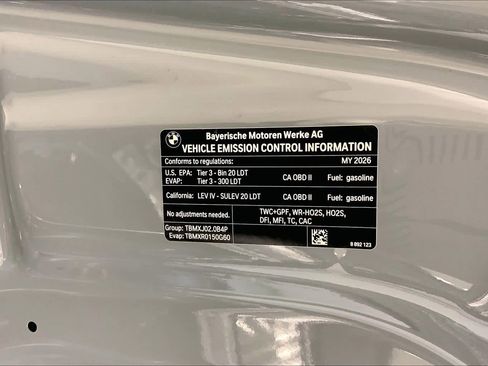 BMW
Bayerische Motoren Werke AG
VEHICLE EMISSION CONTROL INFORMATION
Conforms to regulations: MY 2026
U.S. EPA: Tier 3 - Bin 20 LDT CA OBD II Fuel: gasoline
EVAP: Tier 3 - 300 LDT
California: LEV IV - SULEV 20 LDT CA OBD II Fuel: gasoline
No adjustments needed. TWC+GPF, WR-HO2S, HO2S,
DFI, MFI, TC, CAC
Group: TBMXJ02.0B4P
Evap: TBMXR0150G60
B 892 123